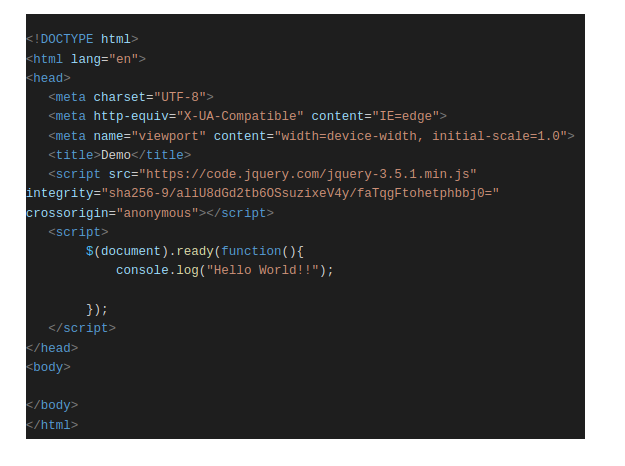 <!DOCTYPE html>
<html lang="en">
<head>
   <meta charset="UTF-8">
   <meta http-equiv="X-UA-Compatible" content="IE=edge">
   <meta name="viewport" content="width=device-width, initial-scale=1.0">
   <title>Demo</title>
   <script src="https://code.jquery.com/jquery-3.5.1.min.js"
integrity="sha256-9/aliU8dGd2tb6OSsuzixeV4y/faTqgFtohetphbbj0="
crossorigin="anonymous"></script>
   <script>
        $(document).ready(function(){
            console.log("Hello World!!");
        });
   </script>
</head>
<body>
</body>
</html>